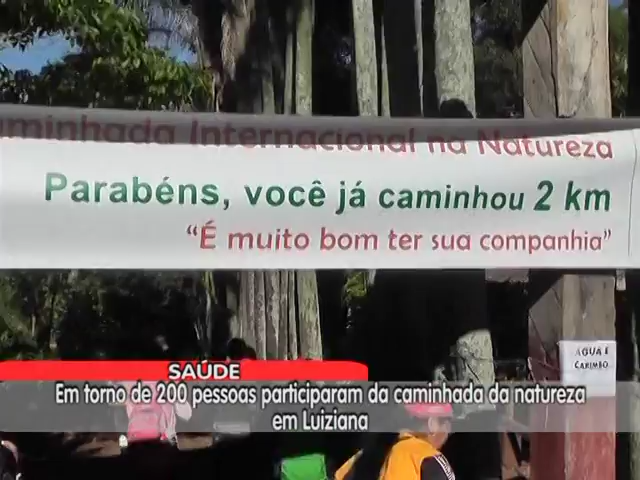 Caminhada Internacional na Natureza
Parabéns, você já caminhou 2 km
“É muito bom ter sua companhia”
ÁGUA E
CARIMBO
SAÚDE
Em torno de 200 pessoas participaram da caminhada da natureza
em Luiziana